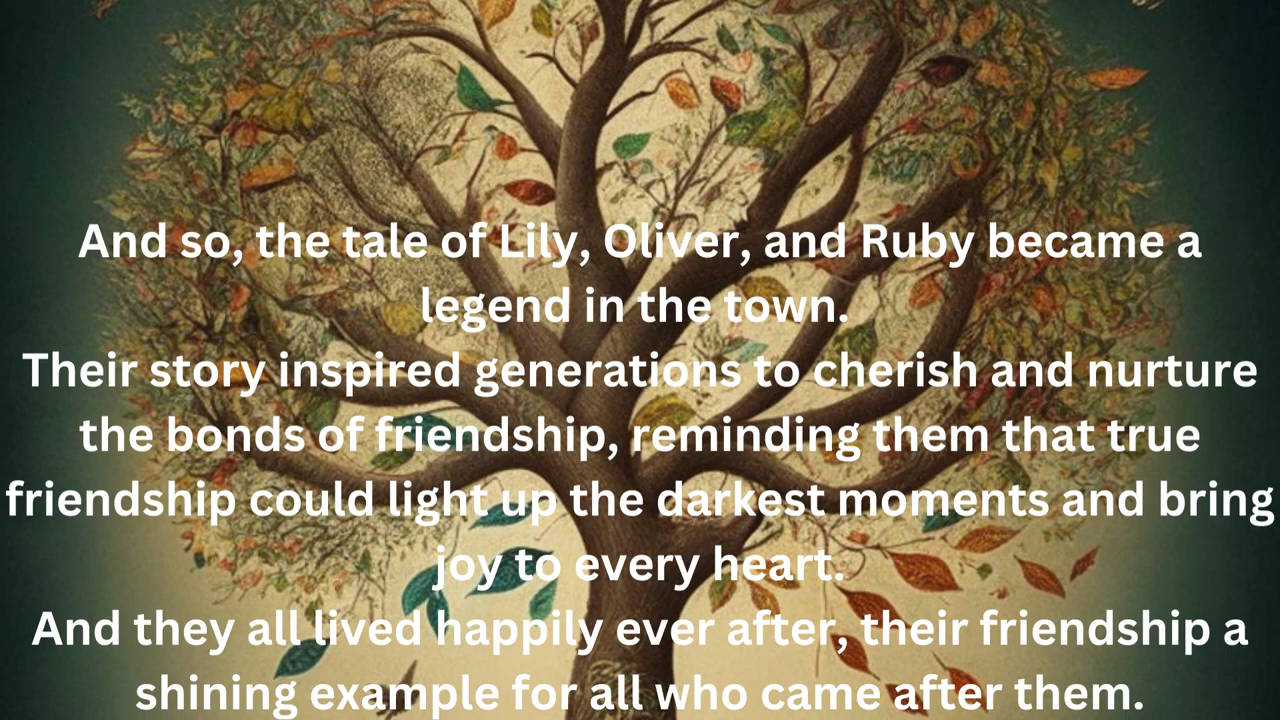 And so, the tale of Lily, Oliver, and Ruby became a
legend in the town.
Their story inspired generations to cherish and nurture
the bonds of friendship, reminding them that true
friendship could light up the darkest moments and bring
joy to every heart.
And they all lived happily ever after, their friendship a
shining example for all who came after them.